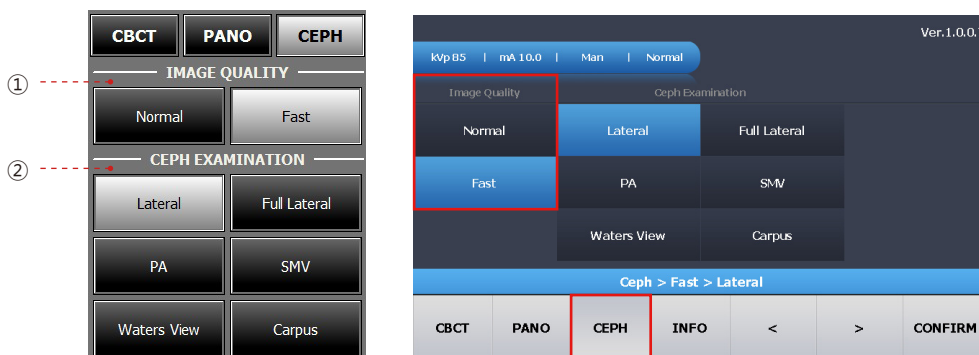 CBCT PANO CEPH
① IMAGE QUALITY
Normal Fast
② CEPH EXAMINATION
Lateral Full Lateral
PA SMV
Waters View Carpus
Ver.1.0.0.
kVp 85 | mA 10.0 | Man | Normal
Image Quality Ceph Examination
Normal Lateral Full Lateral
Fast PA SMV
Waters View Carpus
Ceph > Fast > Lateral
CBCT PANO CEPH INFO < > CONFIRM